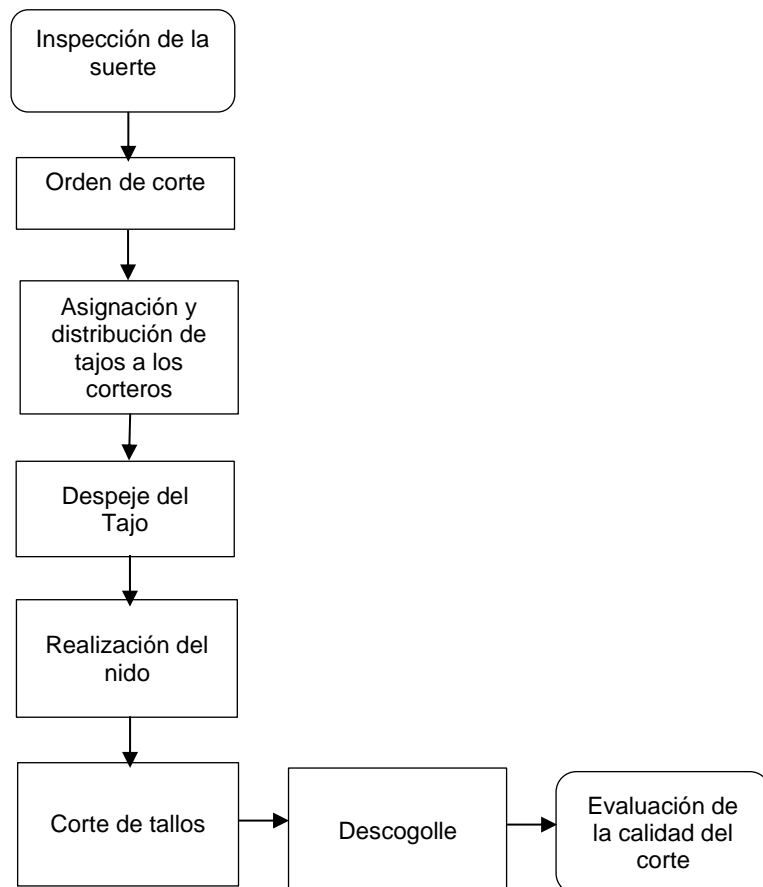 Inspección de la
suerte
Orden de corte
Asignación y
distribución de
tajos a los
corteros
Despeje del
Tajo
Realización del
nido
Corte de tallos
Descogolle
Evaluación de
la calidad del
corte